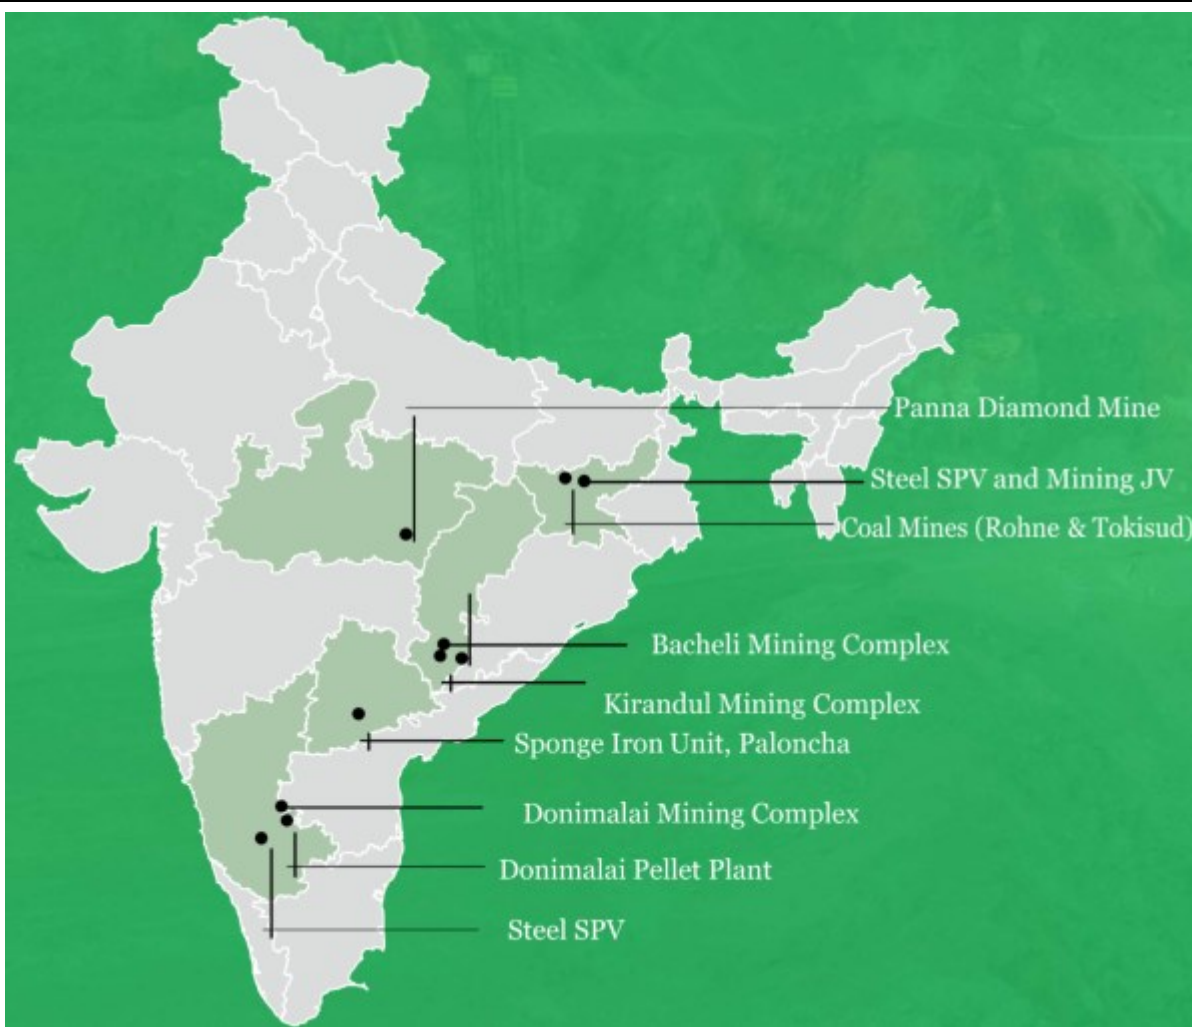 Panna Diamond Mine
Steel SPV and Mining JV
Coal Mines (Rohne & Tokisud)
Bacheli Mining Complex
Kirandul Mining Complex
Sponge Iron Unit, Paloncha
Donimalai Mining Complex
Donimalai Pellet Plant
Steel SPV